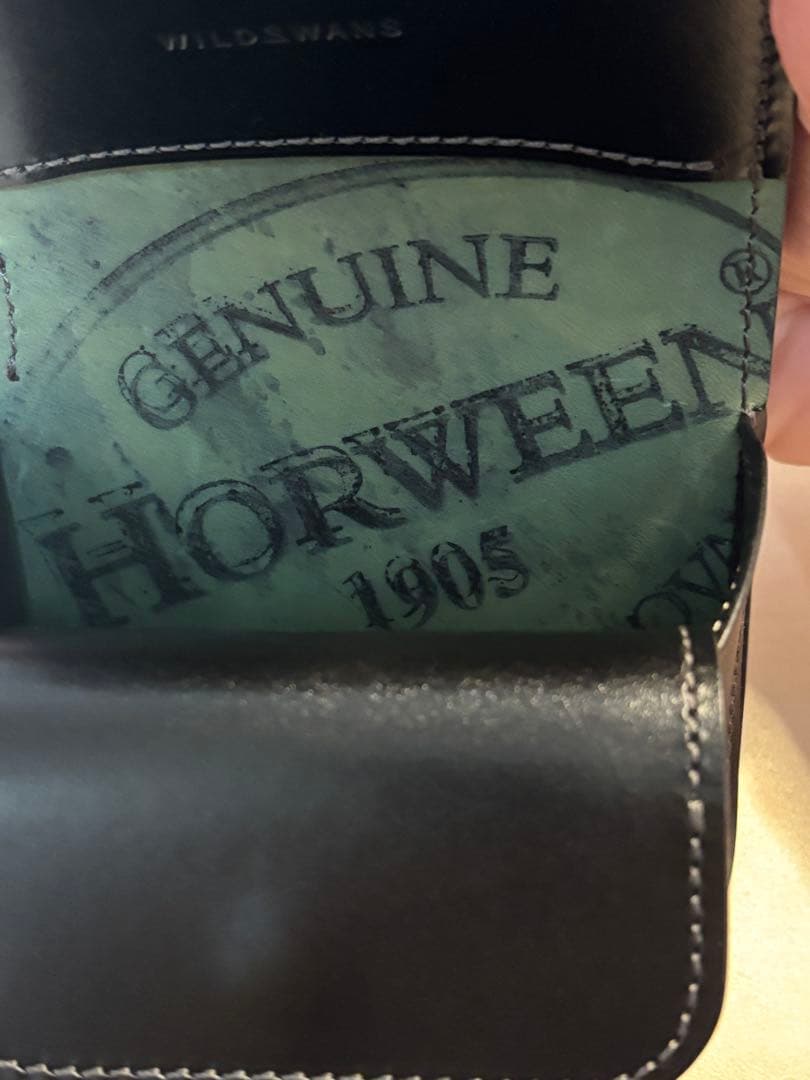 WILDSWANS
GENUINE
®
HORWEEN
1905